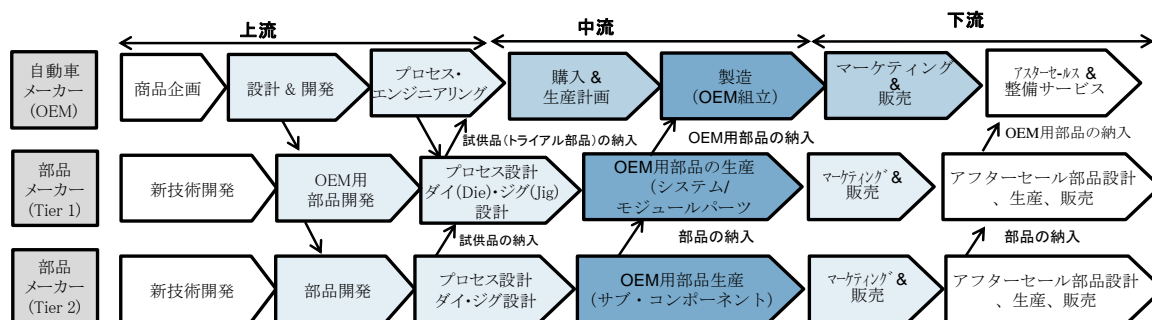 上流
中流
下流
自動車
メーカー
(OEM)
商品企画
設計 & 開発
プロセス・
エンジニアリング
購入 &
生産計画
製造
(OEM組立)
マーケティング
&
販売
アスターセールス &
整備サービス
試供品(トライアル部品)の納入
OEM用部品の納入
OEM用部品の納入
部品
メーカー
(Tier 1)
新技術開発
OEM用
部品開発
プロセス設計
ダイ(Die)・ジグ(Jig)
設計
OEM用部品の生産
(システム/
モジュールパーツ
マーケティング &
販売
アフターセール部品設計
、生産、販売
試供品の納入
部品の納入
部品の納入
部品
メーカー
(Tier 2)
新技術開発
部品開発
プロセス設計
ダイ・ジグ設計
OEM用部品生産
(サブ・コンポーネント)
マーケティング &
販売
アフターセール部品設計
、生産、販売